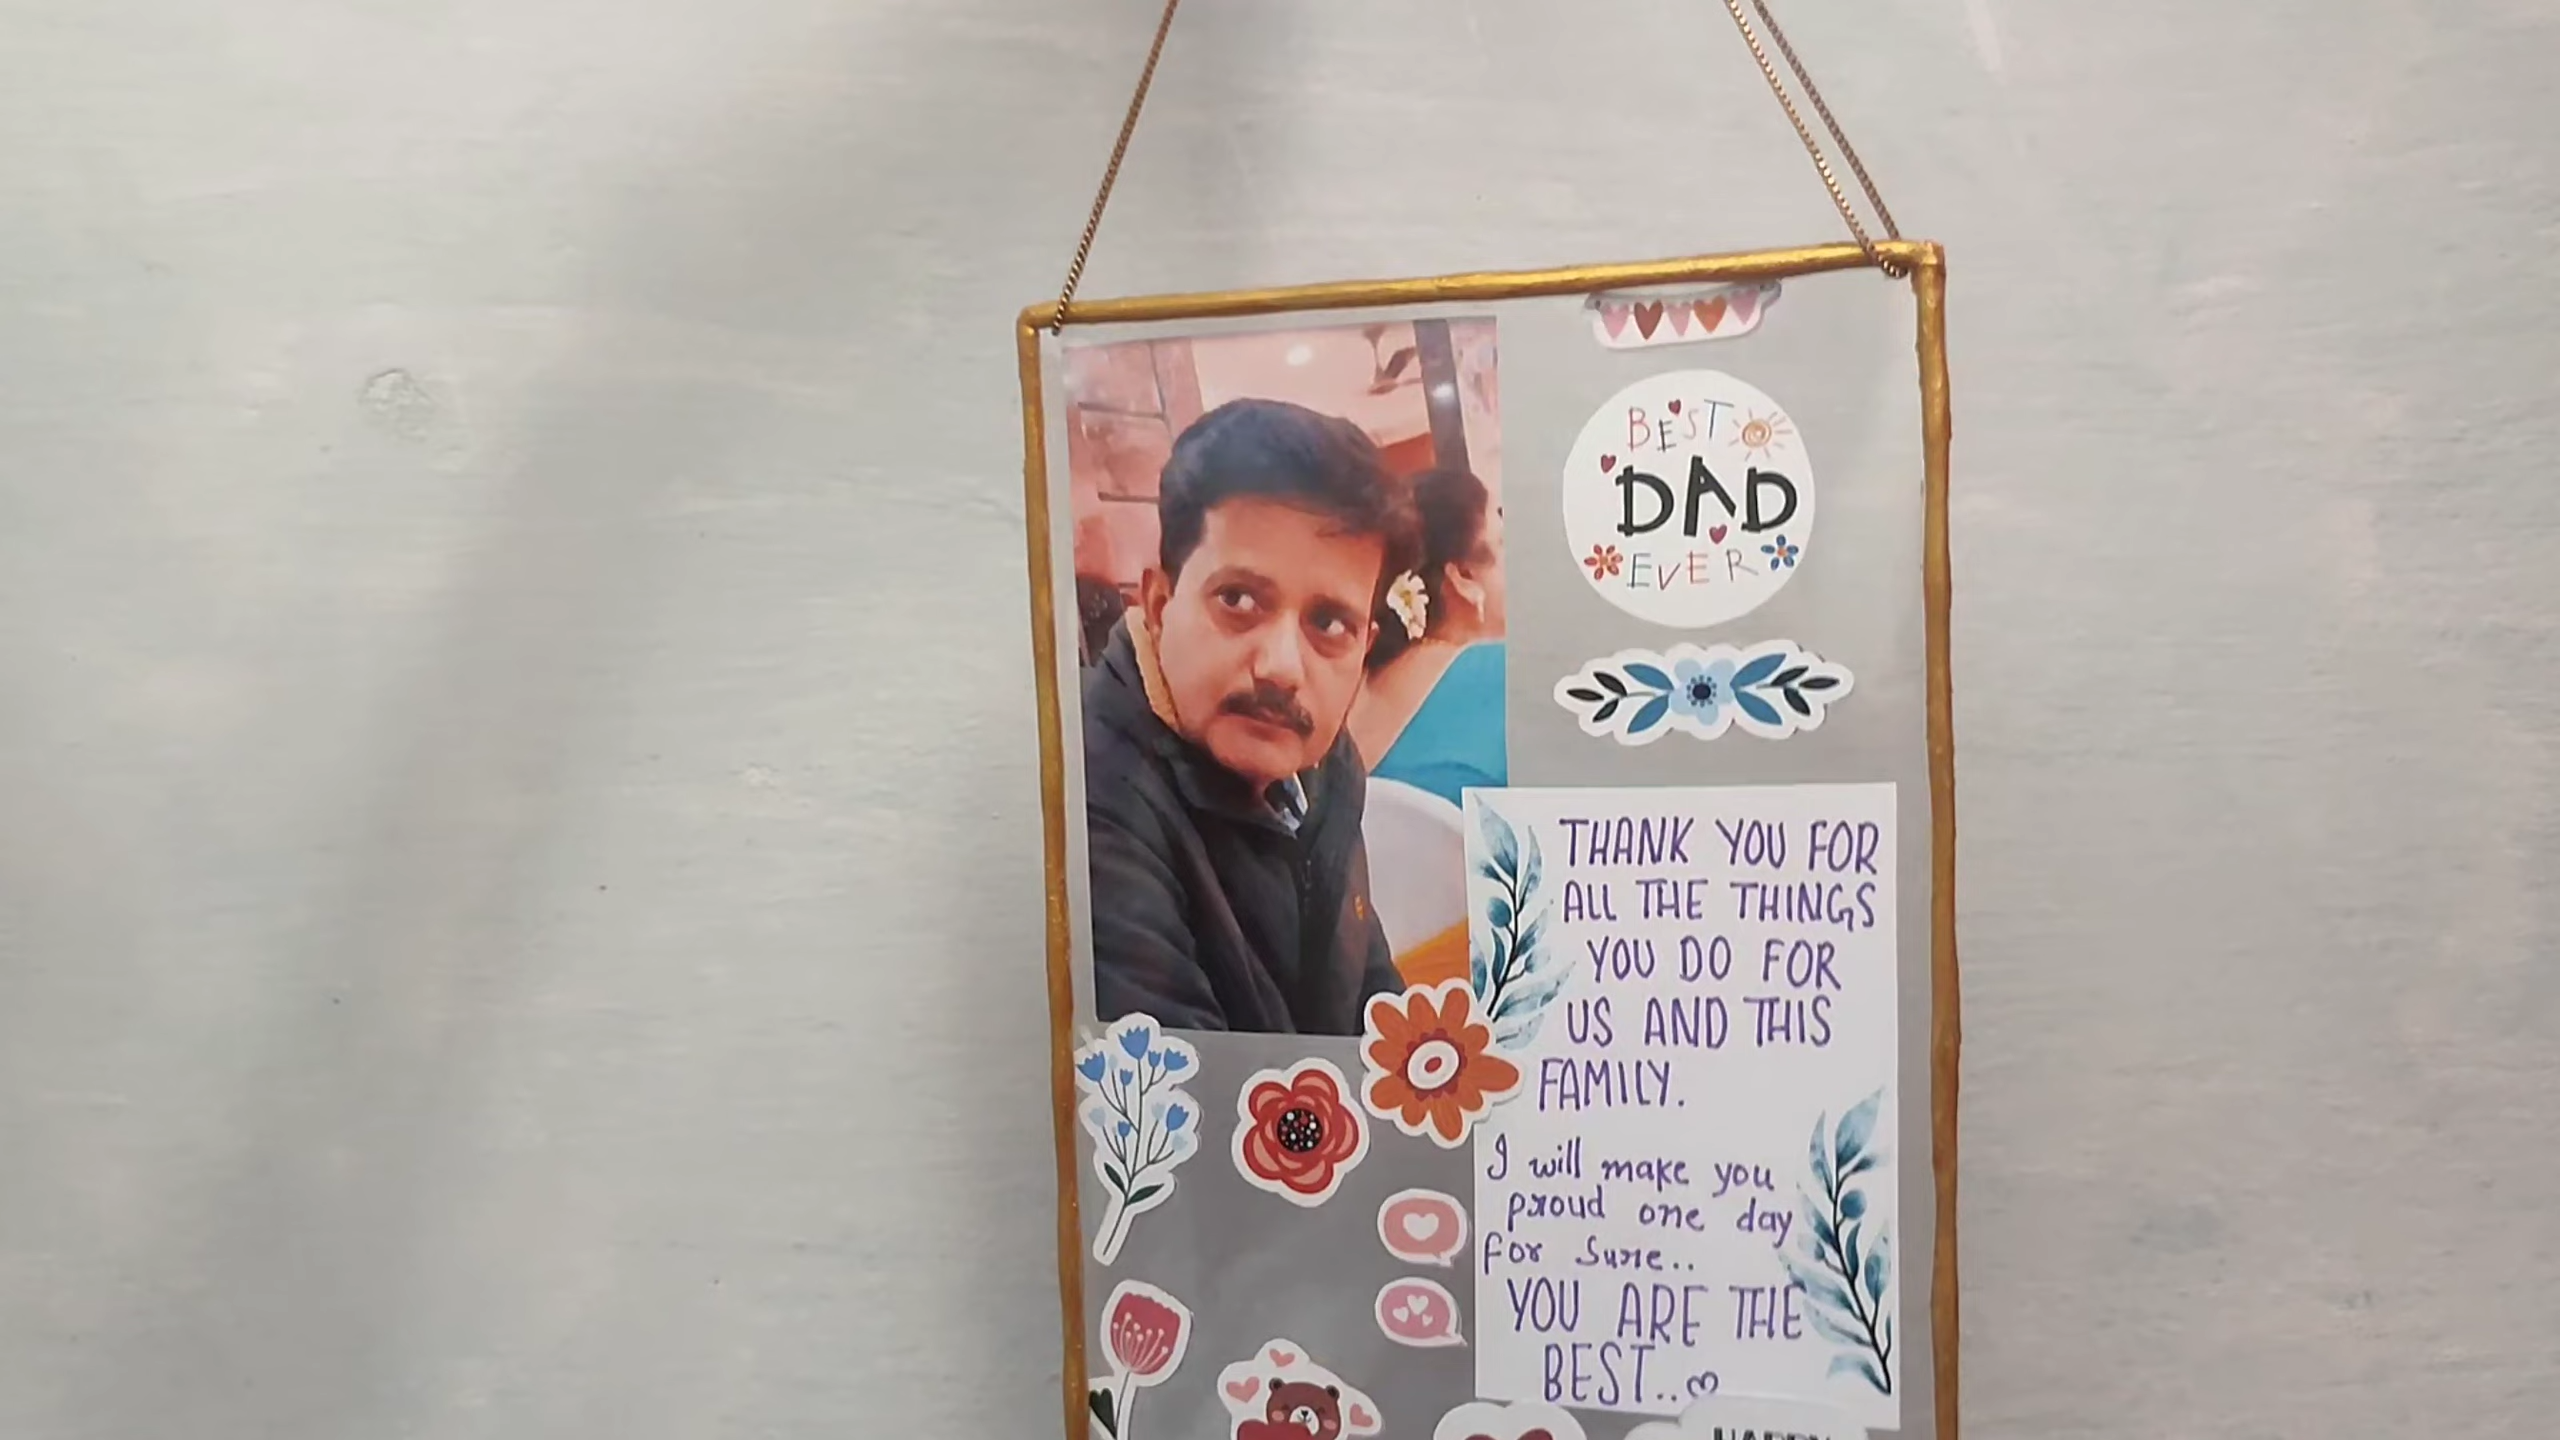 BEST
DAD
EVER
THANK YOU FOR
ALL THE THINGS
YOU DO FOR
US AND THIS
FAMILY.
I will make you
proud one day
for sure..
YOU ARE THE
BEST..